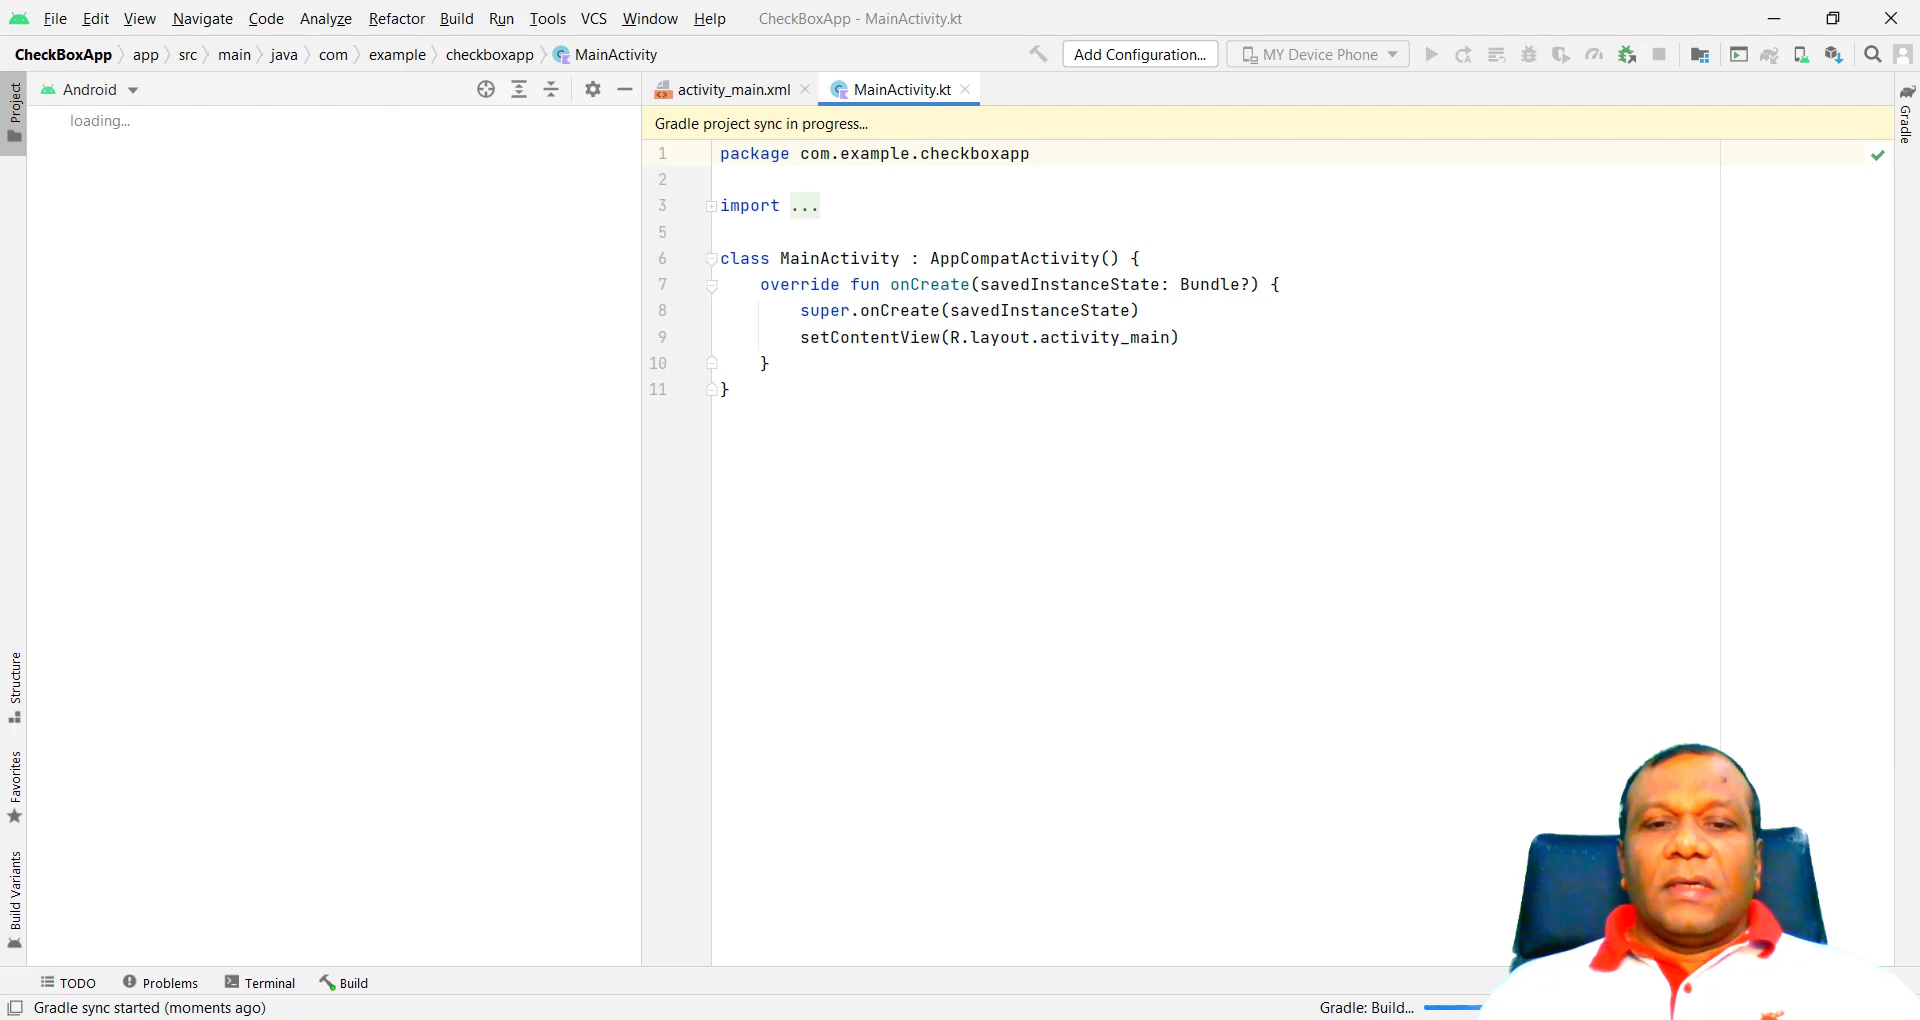 File Edit View Navigate Code Analyze Refactor Build Run Tools VCS Window Help CheckBoxApp - MainActivity.kt
CheckBoxApp app src main java com example checkboxapp MainActivity Add Configuration... MY Device Phone
Project
Android
activity_main.xml MainActivity.kt
Gradle
loading...
Gradle project sync in progress...
1 package com.example.checkboxapp
2
3 import ...
5
6 class MainActivity : AppCompatActivity() {
7 override fun onCreate(savedInstanceState: Bundle?) {
8 super.onCreate(savedInstanceState)
9 setContentView(R.layout.activity_main)
10 }
11 }
Structure
Favorites
Build Variants
TODO Problems Terminal Build
Gradle sync started (moments ago) Gradle: Build...